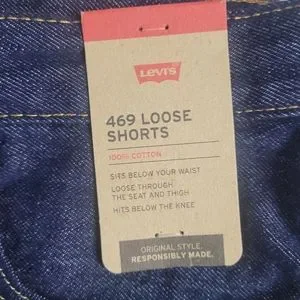 Levi's
469 LOOSE
SHORTS
100% COTTON
SITS BELOW YOUR WAIST
LOOSE THROUGH
THE SEAT AND THIGH
HITS BELOW THE KNEE
ORIGINAL STYLE.
RESPONSIBLY MADE.